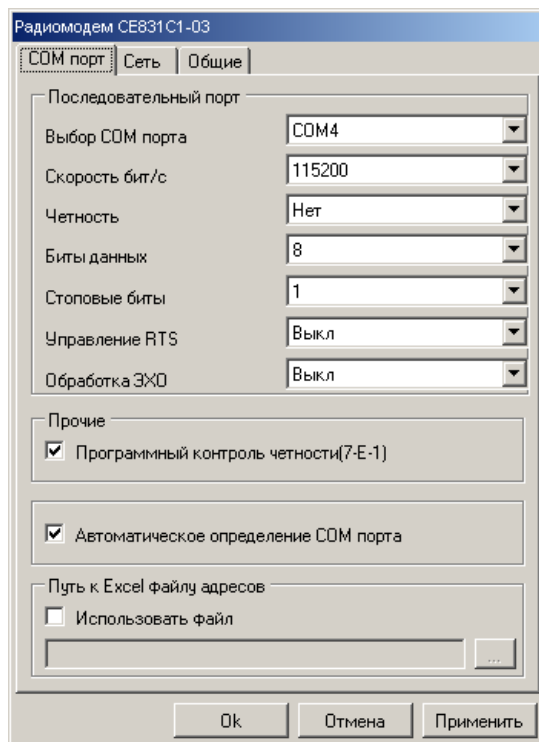 Радиомодем CE831C1-03
COM порт Сеть Общие
Последовательный порт
Выбор COM порта COM4
Скорость бит/с 115200
Четность Нет
Биты данных 8
Стоповые биты 1
Управление RTS Выкл
Обработка ЭХО Выкл
Прочие
Программный контроль четности(7-E-1)
Автоматическое определение COM порта
Путь к Excel файлу адресов
Использовать файл
...
Ok Отмена Применить